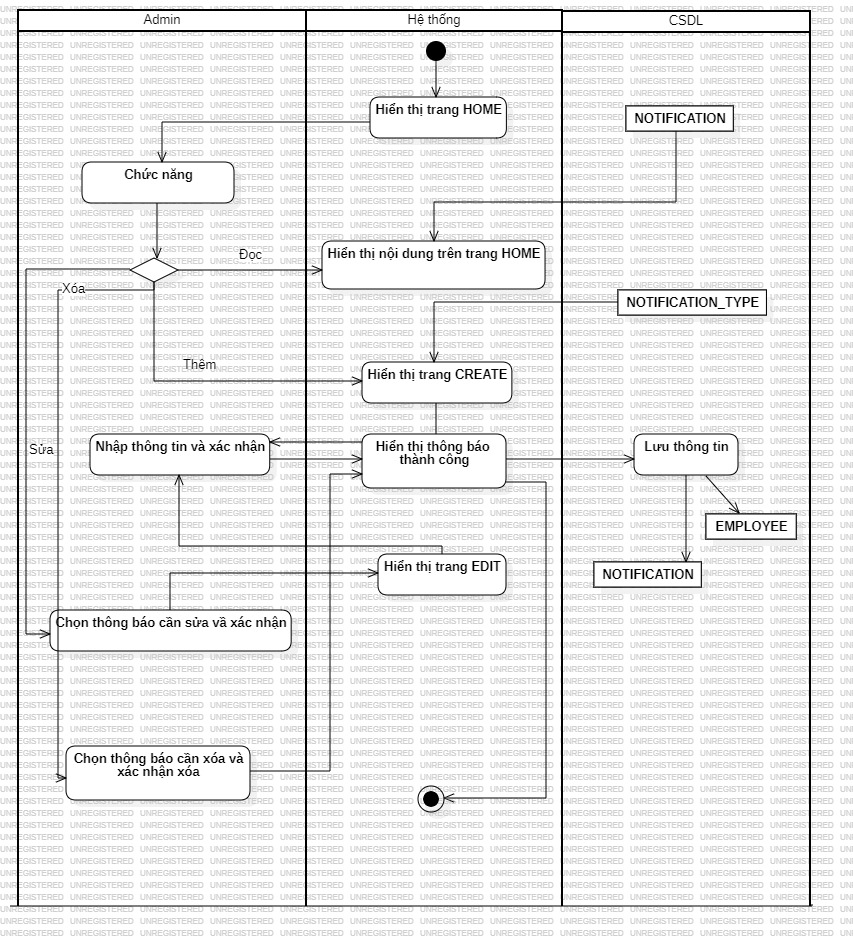 Admin
Hệ thống
CSDL
Hiển thị trang HOME
NOTIFICATION
Chức năng
Đọc
Hiển thị nội dung trên trang HOME
Xóa
NOTIFICATION_TYPE
Thêm
Hiển thị trang CREATE
Sửa
Nhập thông tin và xác nhận
Hiển thị thông báo
thành công
Lưu thông tin
EMPLOYEE
Hiển thị trang EDIT
NOTIFICATION
Chọn thông báo cần sửa và xác nhận
Chọn thông báo cần xóa và
xác nhận xóa
UNREGISTERED